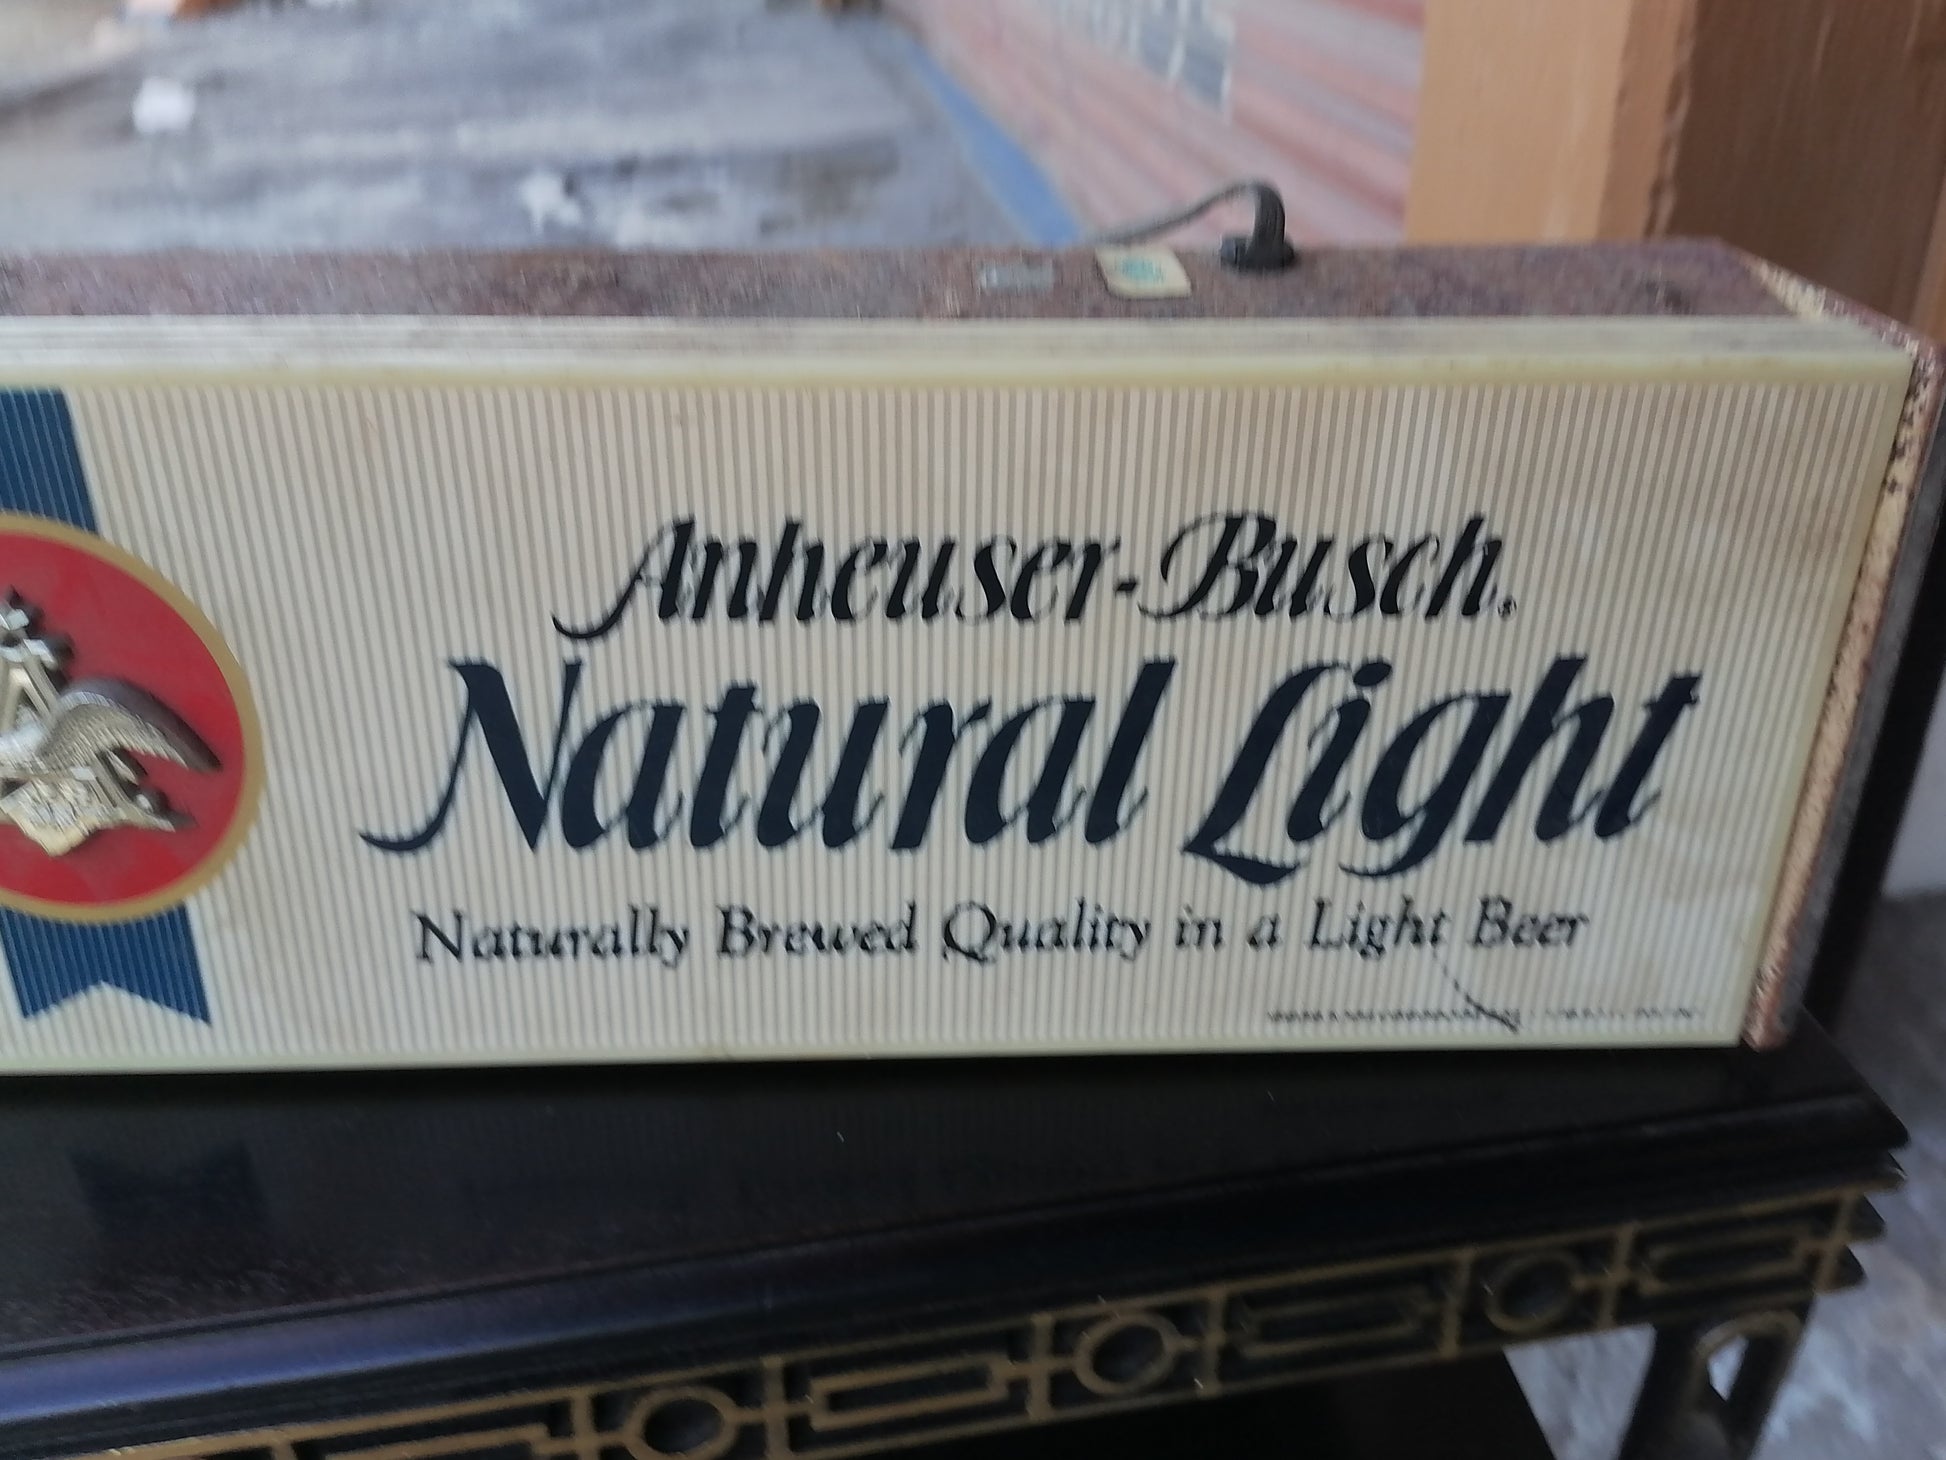 Anheuser-Busch®
Natural Light
Naturally Brewed Quality in a Light Beer